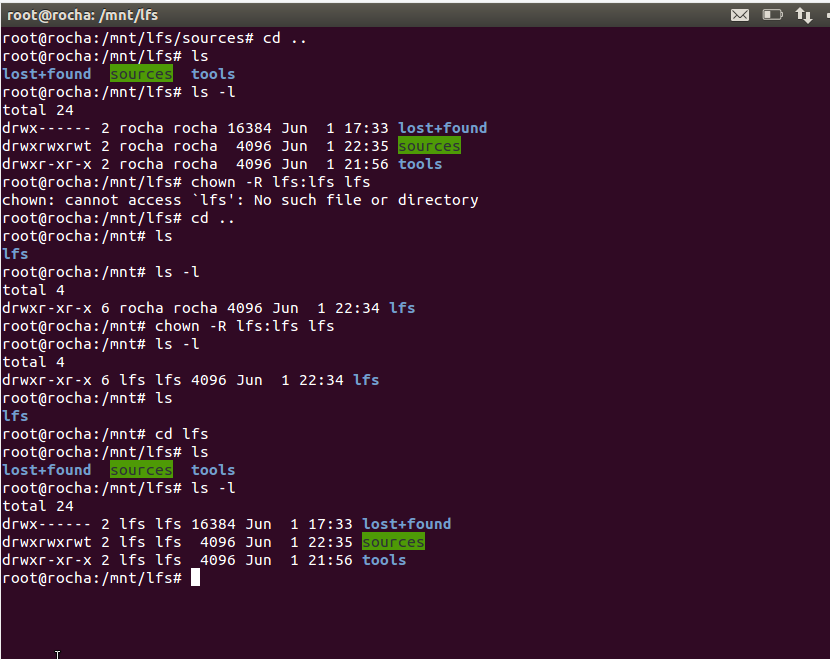 root@rocha: /mnt/lfs
root@rocha:/mnt/lfs/sources# cd ..
root@rocha:/mnt/lfs# ls
lost+found  sources  tools
root@rocha:/mnt/lfs# ls -l
total 24
drwx------ 2 rocha rocha 16384 Jun  1 17:33 lost+found
drwxrwxrwt 2 rocha rocha  4096 Jun  1 22:35 sources
drwxr-xr-x 2 rocha rocha  4096 Jun  1 21:56 tools
root@rocha:/mnt/lfs# chown -R lfs:lfs lfs
chown: cannot access `lfs': No such file or directory
root@rocha:/mnt/lfs# cd ..
root@rocha:/mnt# ls
lfs
root@rocha:/mnt# ls -l
total 4
drwxr-xr-x 6 rocha rocha 4096 Jun  1 22:34 lfs
root@rocha:/mnt# chown -R lfs:lfs lfs
root@rocha:/mnt# ls -l
total 4
drwxr-xr-x 6 lfs lfs 4096 Jun  1 22:34 lfs
root@rocha:/mnt# ls
lfs
root@rocha:/mnt# cd lfs
root@rocha:/mnt/lfs# ls
lost+found  sources  tools
root@rocha:/mnt/lfs# ls -l
total 24
drwx------ 2 lfs lfs 16384 Jun  1 17:33 lost+found
drwxrwxrwt 2 lfs lfs  4096 Jun  1 22:35 sources
drwxr-xr-x 2 lfs lfs  4096 Jun  1 21:56 tools
root@rocha:/mnt/lfs#